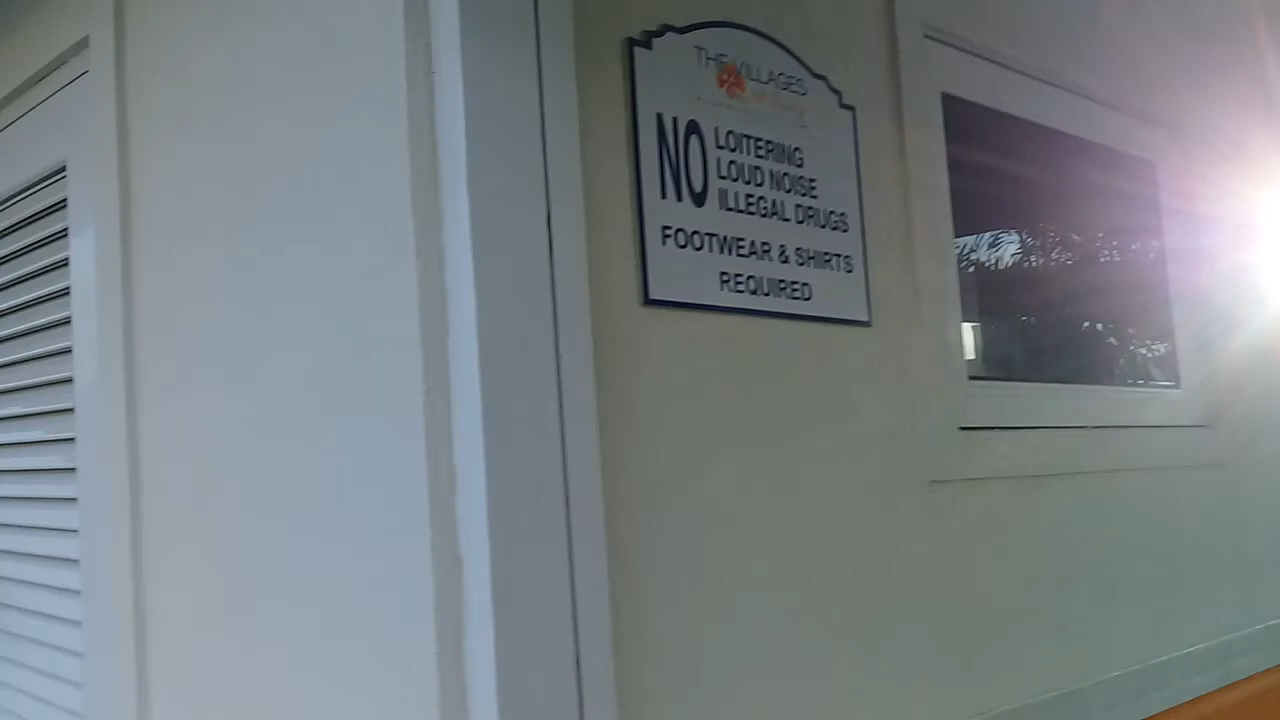 THE VILLAGES
NO
LOITERING
LOUD NOISE
ILLEGAL DRUGS
FOOTWEAR & SHIRTS
REQUIRED